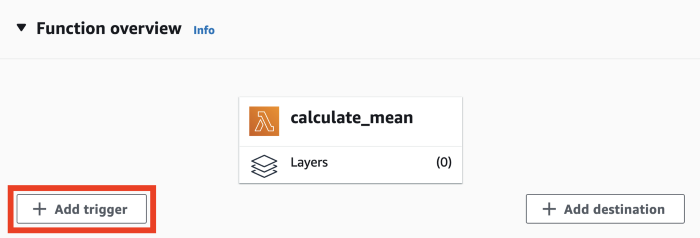 Function overview Info
calculate_mean
Layers (0)
Add trigger
Add destination